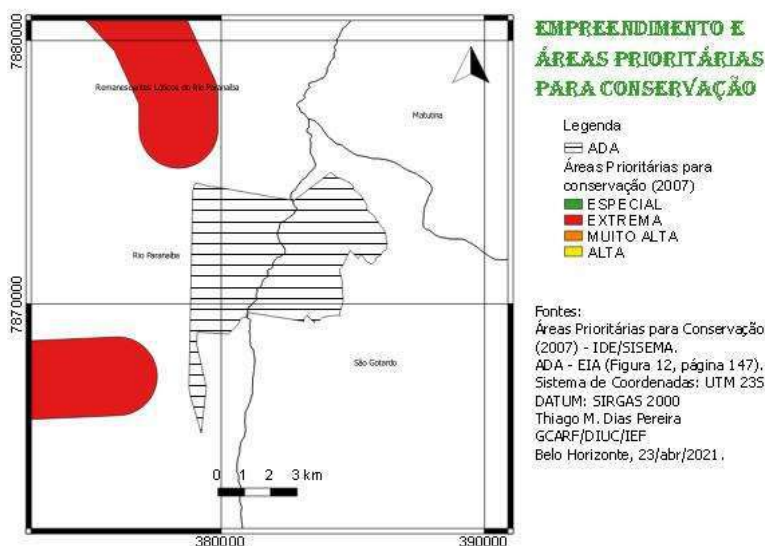 EMPREENDIMENTO E
ÁREAS PRIORITÁRIAS
PARA CONSERVAÇÃO
Legenda
ADA
Áreas Prioritárias para
conservação (2007)
ESPECIAL
EXTREMA
MUITO ALTA
ALTA
Fontes:
Áreas Prioritárias para Conservação
(2007) - IDE/SISEMA.
ADA - EIA (Figura 12, página 147).
Sistema de Coordenadas: UTM 23S
DATUM: SIRGAS 2000
Thiago M. Dias Pereira
GCARF/DIUC/IEF
Belo Horizonte, 23/abr/2021.
7880000
7870000
Remanescentes Lóticos do Rio Paranaíba
Matutina
Rio Paranaíba
São Gotardo
0 1 2 3 km
380000
390000